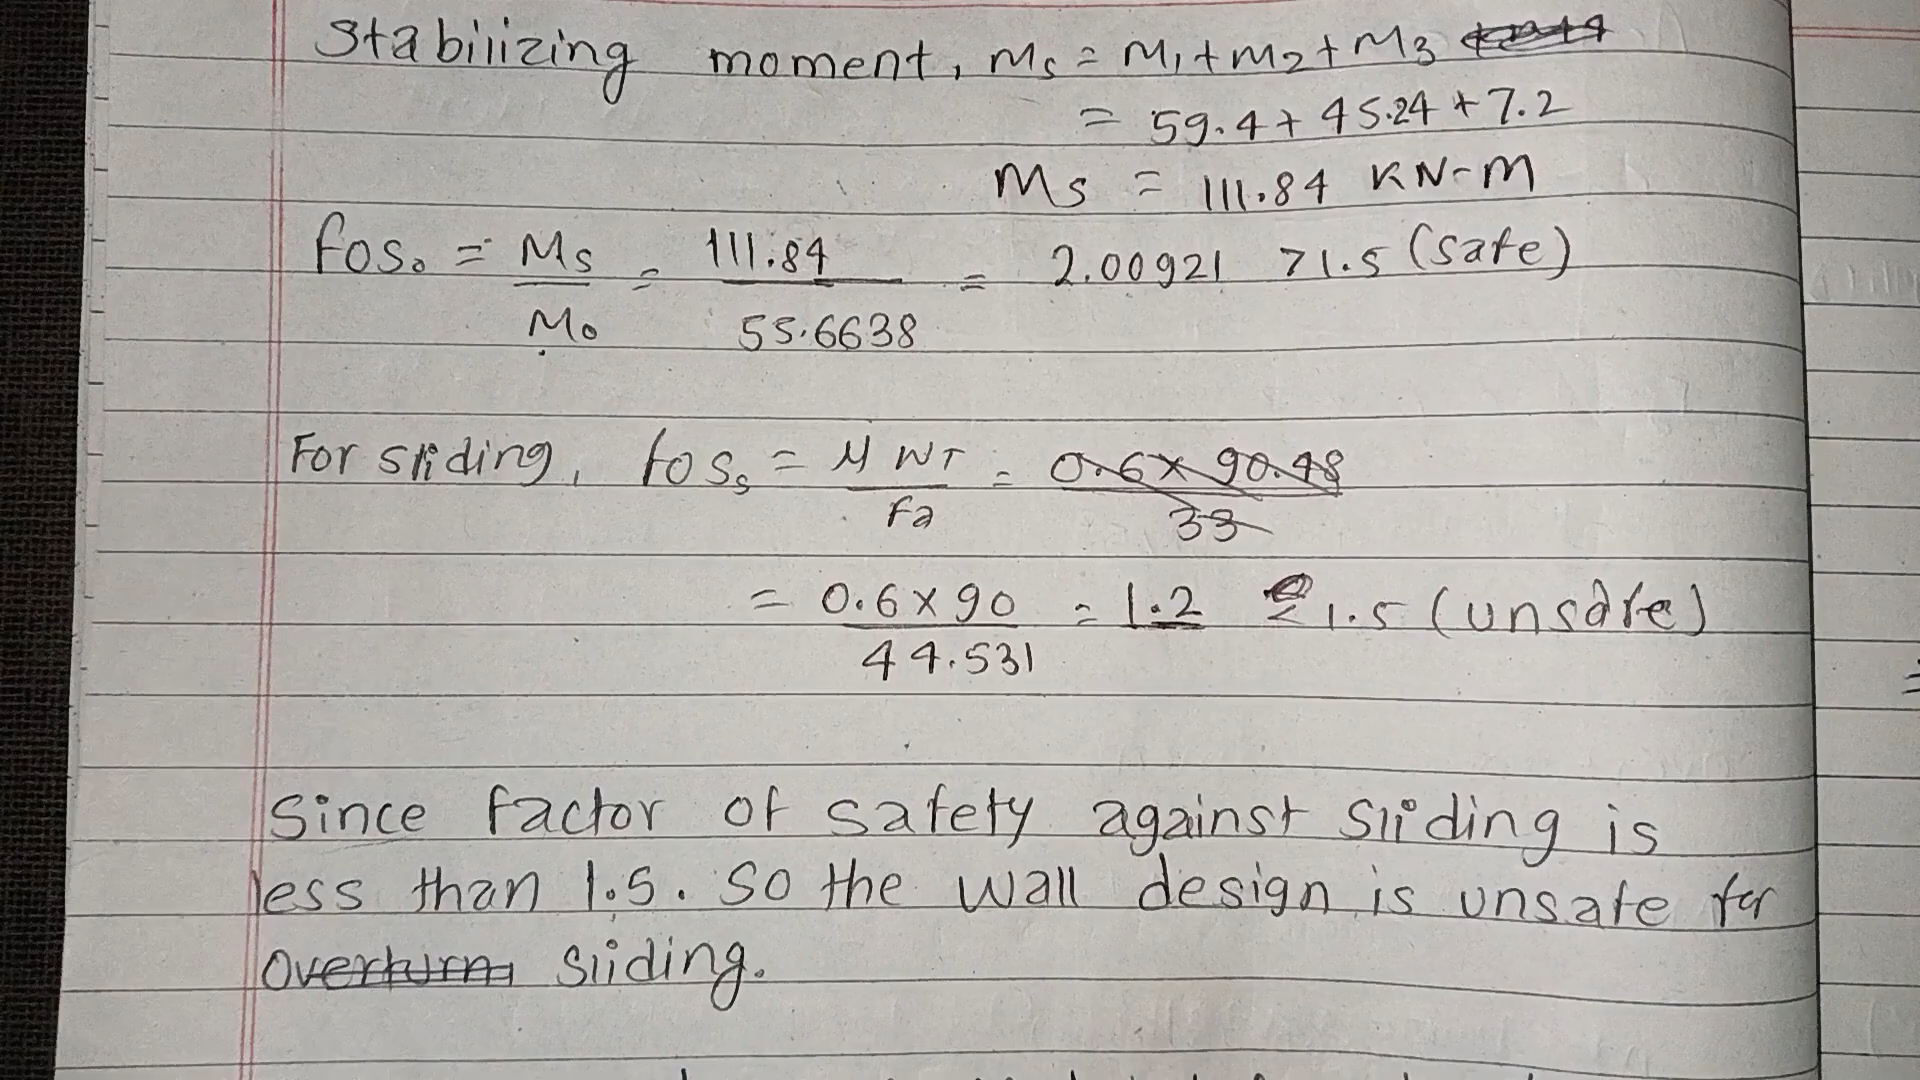 Stabilizing moment, Ms = M1+M2+M3
= 59.4 + 45.24 + 7.2
Ms = 111.84 KN-M
fos₀ = Ms/Mo = 111.84/55.6638 = 2.00921 > 1.5 (safe)
For sliding, fosₛ = μ WT/Fa = 0.6×90.48/33
= 0.6×90/44.531 = 1.2 < 1.5 (unsafe)
Since factor of safety against sliding is
less than 1.5. So the wall design is unsafe for
overturn sliding.